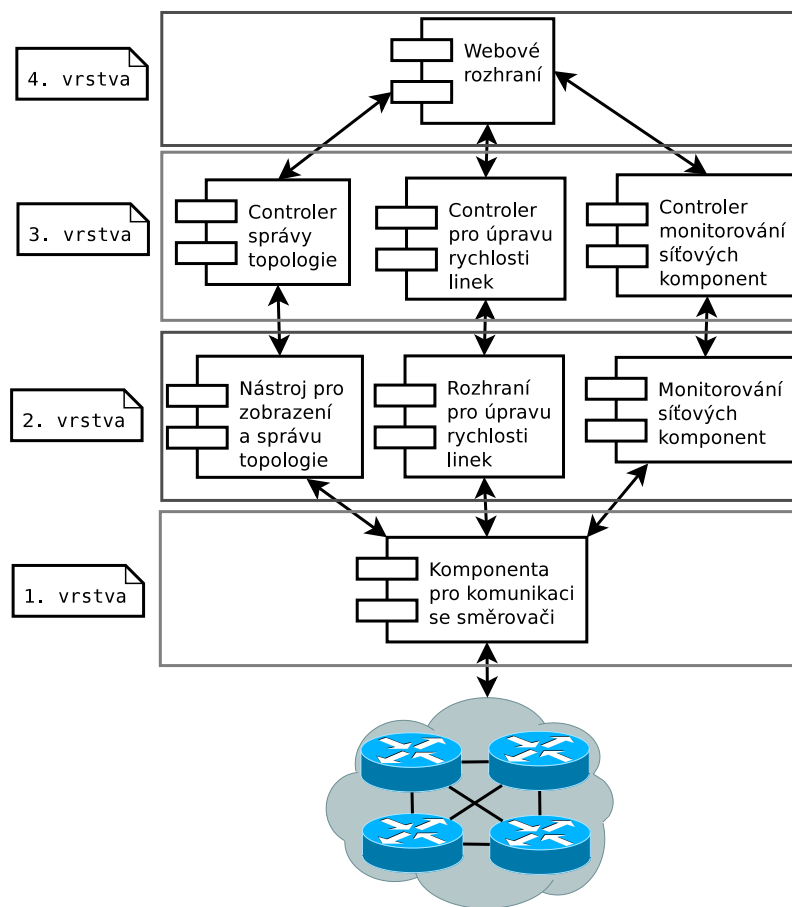 4. vrstva
Webové
rozhraní
3. vrstva
Controler
správy
topologie
Controler
pro úpravu
rychlosti
linek
Controler
monitorování
síťových
komponent
2. vrstva
Nástroj pro
zobrazení
a správu
topologie
Rozhraní
pro úpravu
rychlosti
linek
Monitorování
síťových
komponent
1. vrstva
Komponenta
pro komunikaci
se směrovači